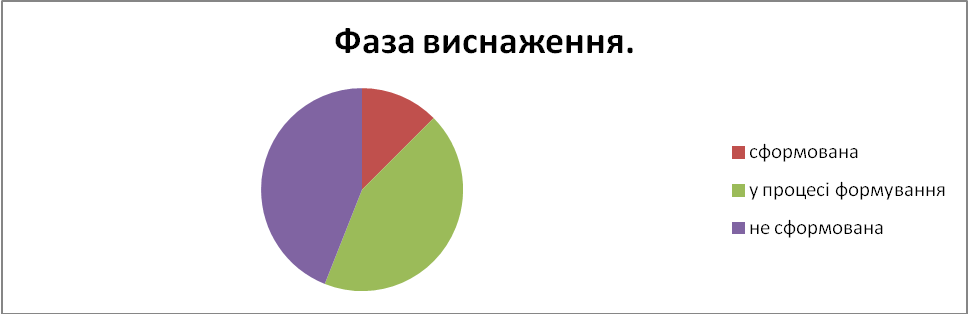 Фаза виснаження.
сформована
у процесі формування
не сформована